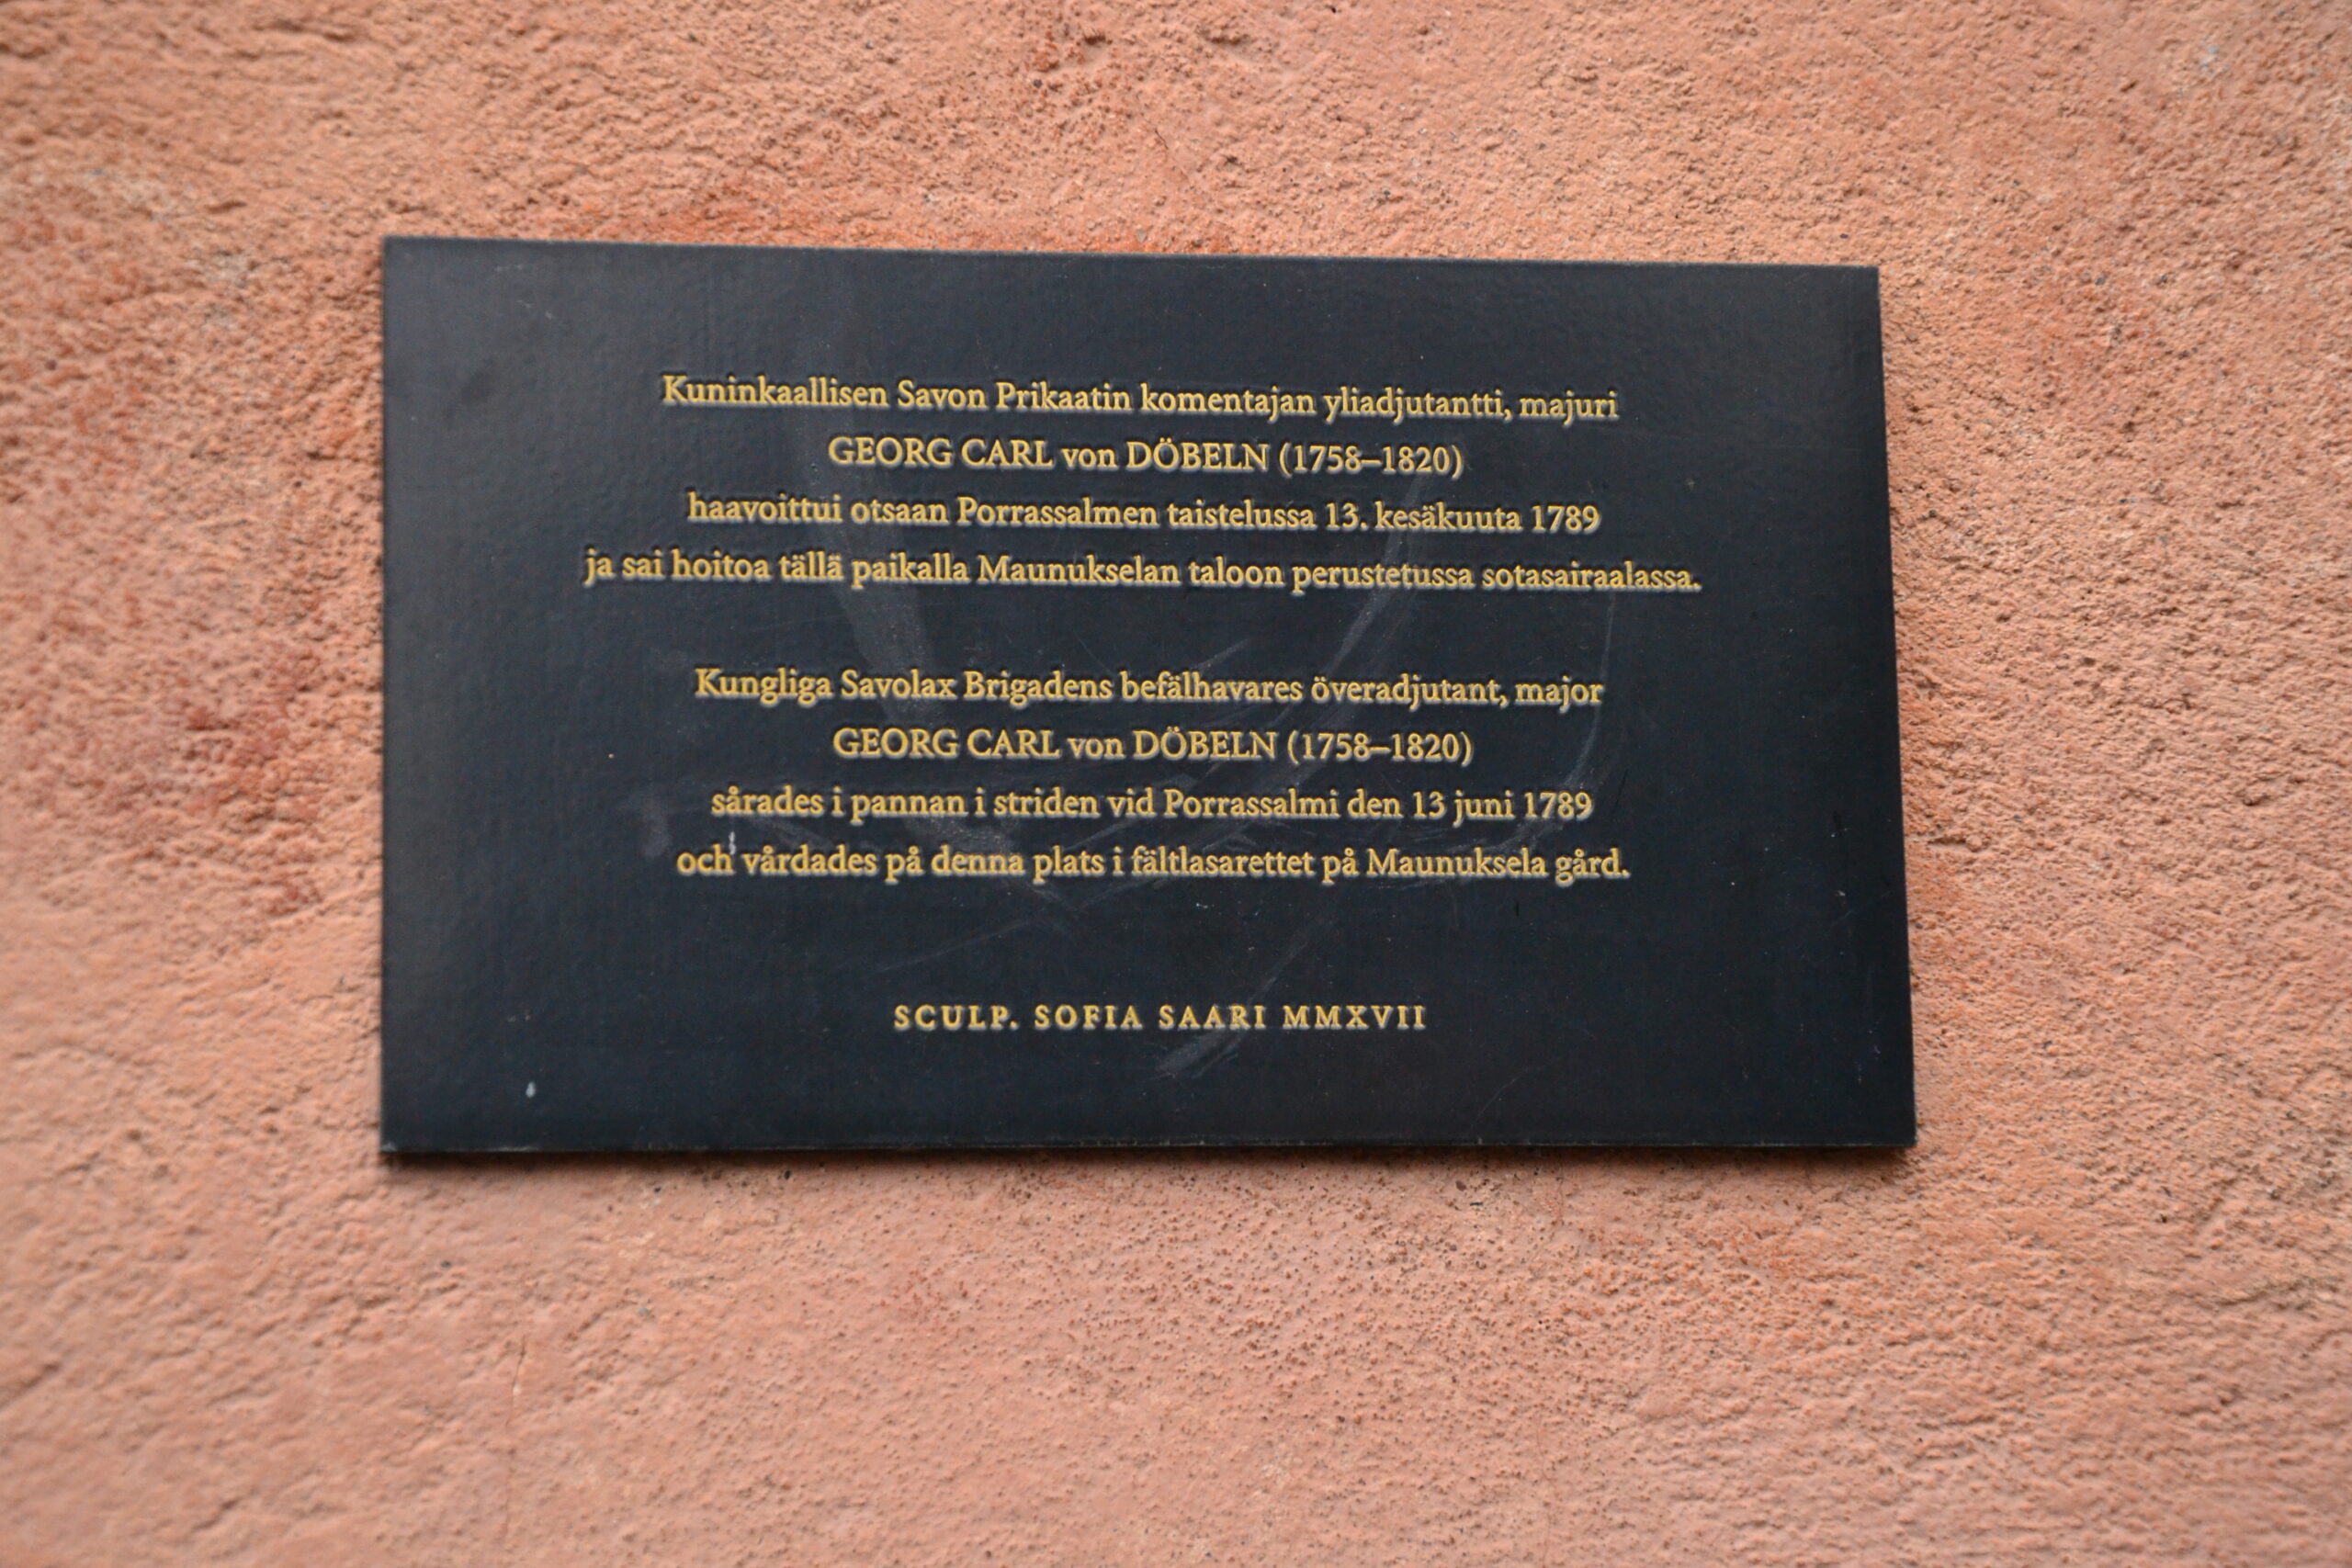 Kuninkaallisen Savon Prikaatin komentajan yliadjutantti, majuri
GEORG CARL von DÖBELN (1758–1820)
haavoittui otsaan Porrassalmen taistelussa 13. kesäkuuta 1789
ja sai hoitoa tällä paikalla Maunukselan taloon perustetussa sotasairaalassa.
Kungliga Savolax Brigadens befälhavares överadjutant, major
GEORG CARL von DÖBELN (1758–1820)
sårades i pannan i striden vid Porrassalmi den 13 juni 1789
och vårdades på denna plats i fältlasarettet på Maunuksela gård.
SCULP. SOFIA SAARI MMXVII